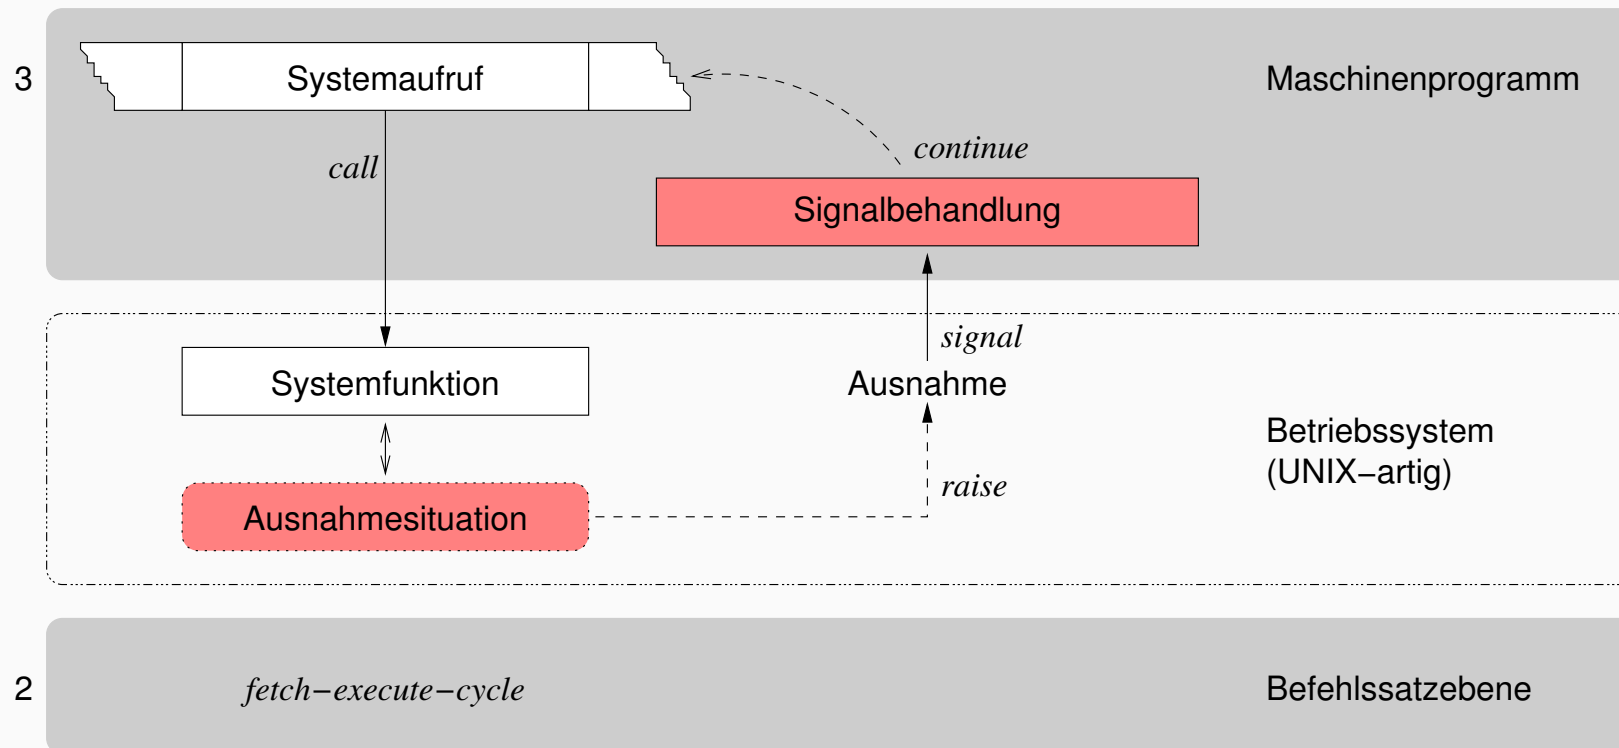 3
Systemaufruf
Maschinenprogramm
call
continue
Signalbehandlung
signal
Systemfunktion
Ausnahme
Betriebssystem
(UNIX−artig)
raise
Ausnahmesituation
2
fetch−execute−cycle
Befehlssatzebene